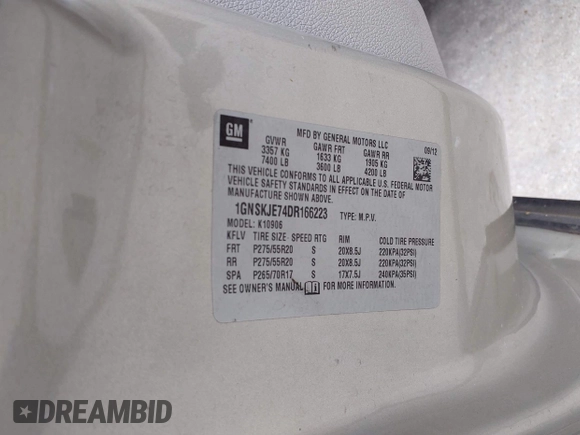 GM
MFD BY GENERAL MOTORS LLC
GVWR GAWR FRT GAWR RR 09/12
3357 KG 1633 KG 1905 KG
7400 LB 3600 LB 4200 LB
THIS VEHICLE CONFORMS TO ALL APPLICABLE U.S. FEDERAL MOTOR
VEHICLE SAFETY STANDARDS IN EFFECT ON THE DATE OF
MANUFACTURE SHOWN ABOVE.
1GNSKJE74DR166223 TYPE: M.P.V.
MODEL: K10906
KFLV TIRE SIZE SPEED RTG RIM COLD TIRE PRESSURE
FRT P275/55R20 S 20X8.5J 220KPA(32PSI)
RR P275/55R20 S 20X8.5J 220KPA(32PSI)
SPA P265/70R17 S 17X7.5J 240KPA(35PSI)
SEE OWNER'S MANUAL FOR MORE INFORMATION.
DREAMBID